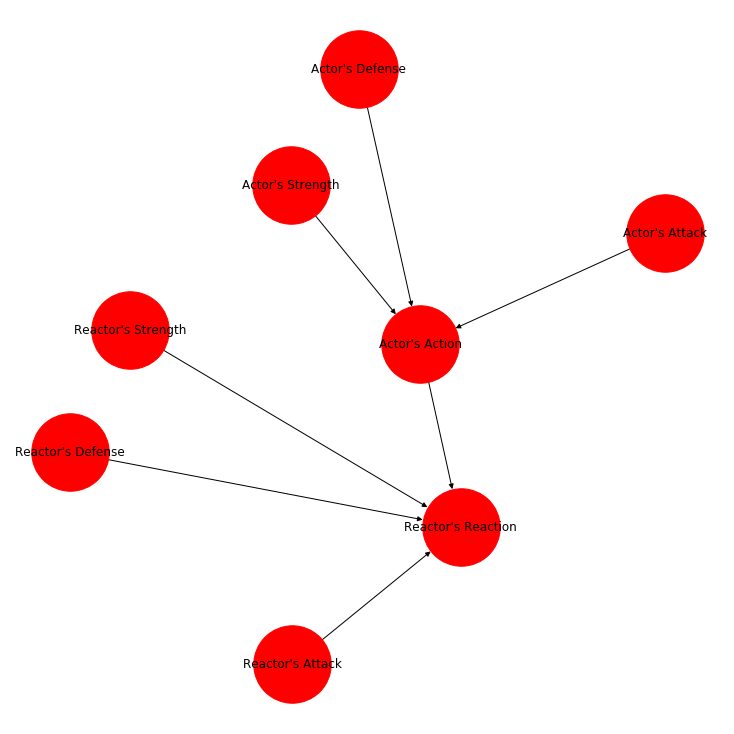 Actor's Defense
Actor's Strength
Actor's Attack
Reactor's Strength
Actor's Action
Reactor's Defense
Reactor's Reaction
Reactor's Attack